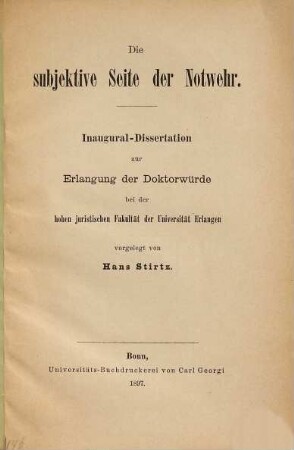 Die
subjektive Seite der Notwehr.
Inaugural-Dissertation
zur
Erlangung der Doktorwürde
bei der
hohen juristischen Fakultät der Universität Erlangen
vorgelegt von
Hans Stirtz.
Bonn,
Universitäts-Buchdruckerei von Carl Georgi
1897.